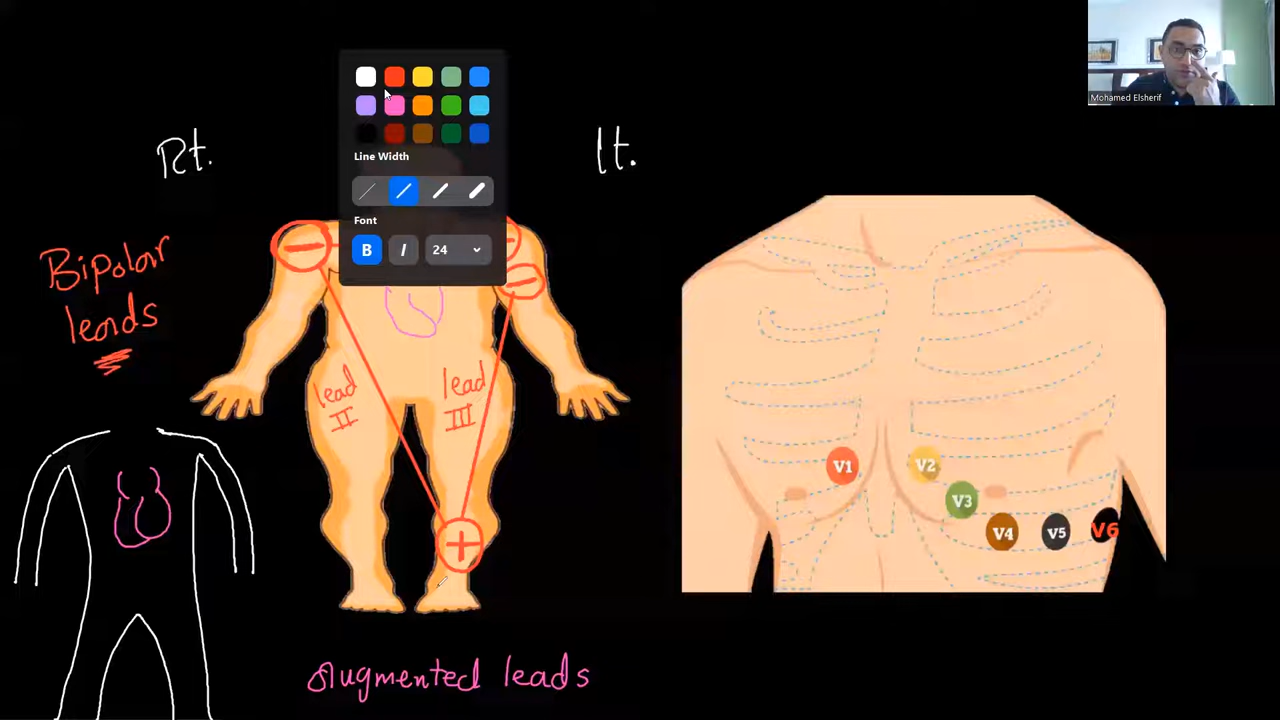 Mohamed Elsherif
Rt.
lt.
Line Width
Font
B I 24
Bipolar
leads
lead
II
lead
III
V1
V2
V3
V4
V5
V6
Augmented leads